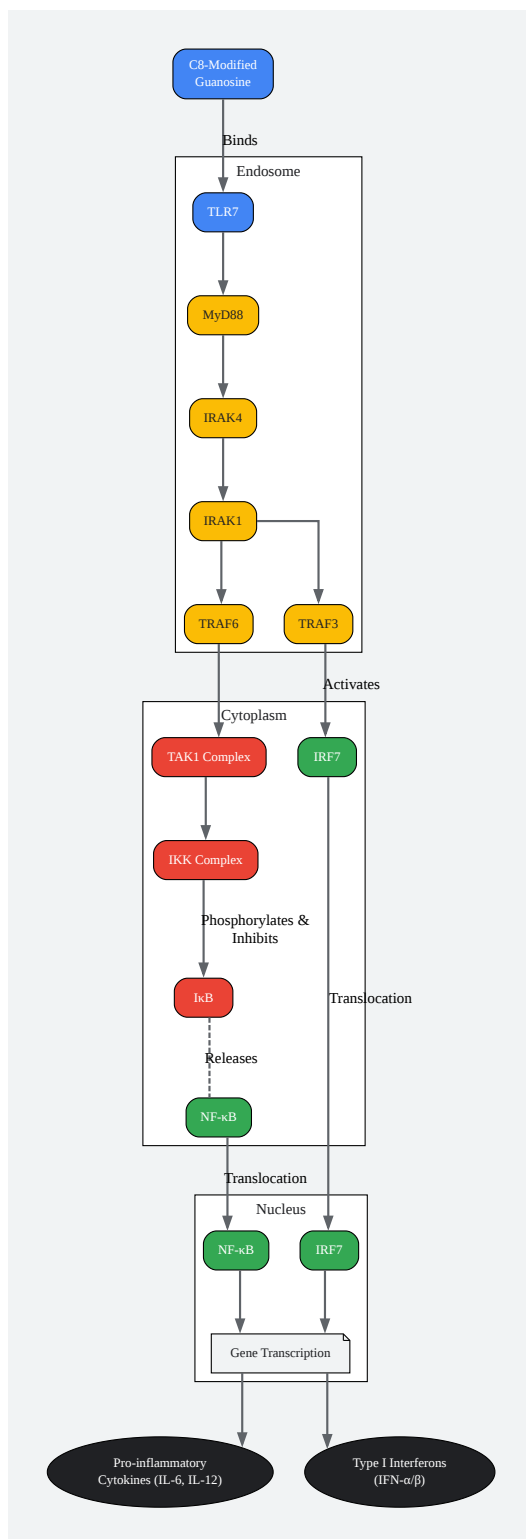 C8-Modified
Guanosine
Binds
Endosome
TLR7
MyD88
IRAK4
IRAK1
TRAF6
TRAF3
Activates
Cytoplasm
TAK1 Complex
IRF7
IKK Complex
Phosphorylates &
Inhibits
IκB
Translocation
Releases
NF-κB
Translocation
Nucleus
NF-κB
IRF7
Gene Transcription
Pro-inflammatory
Cytokines (IL-6, IL-12)
Type I Interferons
(IFN-α/β)